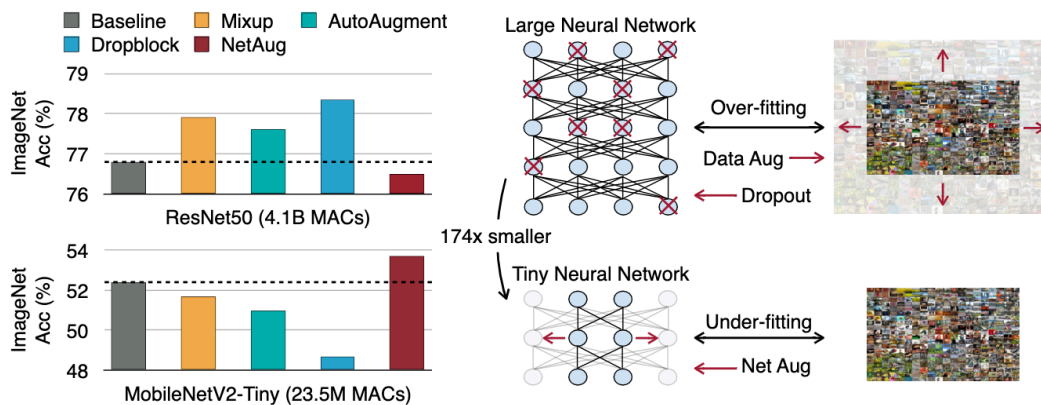 Baseline Mixup AutoAugment
Dropblock NetAug
ImageNet
Acc (%)
79
78
77
76
ResNet50 (4.1B MACs)
ImageNet
Acc (%)
54
52
50
48
MobileNetV2-Tiny (23.5M MACs)
Large Neural Network
Over-fitting
Data Aug
Dropout
174x smaller
Tiny Neural Network
Under-fitting
Net Aug